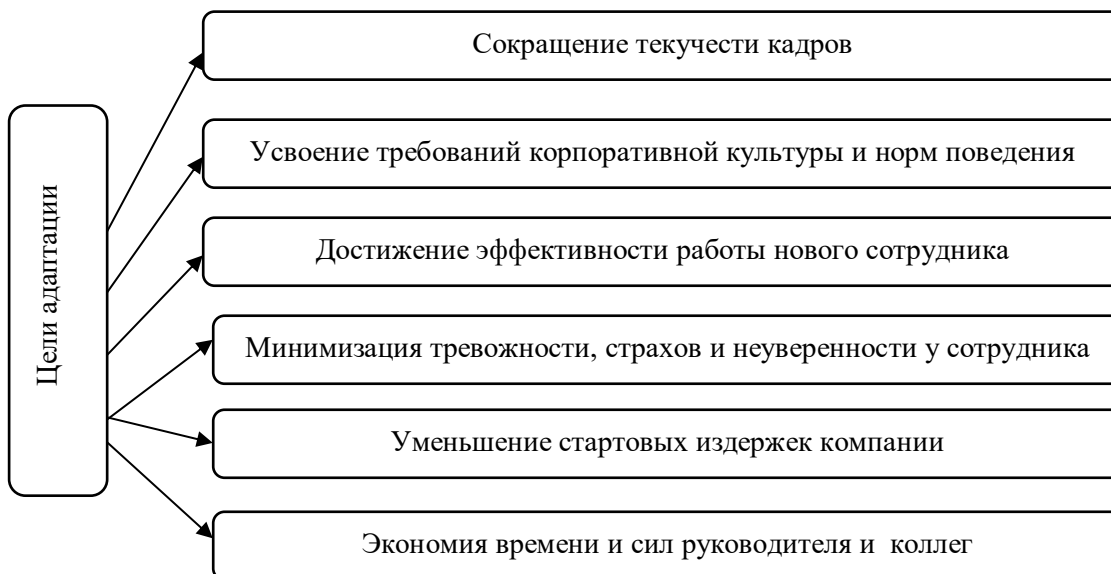 Цели адаптации
Сокращение текучести кадров
Усвоение требований корпоративной культуры и норм поведения
Достижение эффективности работы нового сотрудника
Минимизация тревожности, страхов и неуверенности у сотрудника
Уменьшение стартовых издержек компании
Экономия времени и сил руководителя и коллег